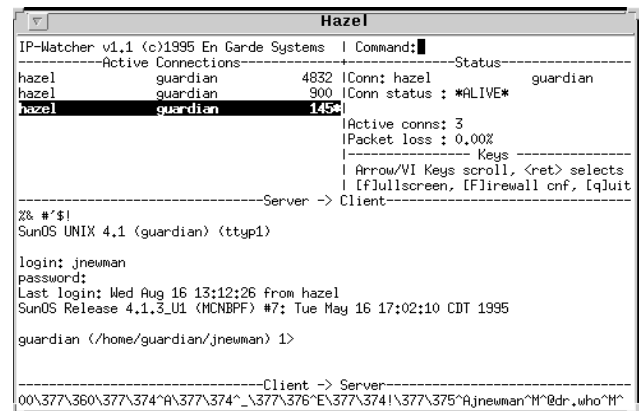 Hazel
IP-Watcher v1.1 (c)1995 En Garde Systems | Command:
----------Active Connections-------------+-------------Status---------------
hazel guardian 4832 |Conn: hazel guardian
hazel guardian 900 |Conn status : *ALIVE*
hazel guardian 145*|
|Active conns: 3
|Packet loss : 0.00%
|--------------- Keys ---------------
| Arrow/VI Keys scroll, <ret> selects
| [f]ullscreen, [F]irewall cnf, [q]uit
------------------------------Server -> Client------------------------------
%& #'$!
SunOS UNIX 4.1 (guardian) (ttyp1)
login: jnewman
password:
Last login: Wed Aug 16 13:12:26 from hazel
SunOS Release 4.1.3_U1 (MCNBPF) #7: Tue May 16 17:02:10 CDT 1995
guardian (/home/guardian/jnewman) 1>
------------------------------Client -> Server------------------------------
00\377\360\377\374^A\377\374^_\377\376^E\377\374!\377\375^Ajnewman^M^@dr.who^M^